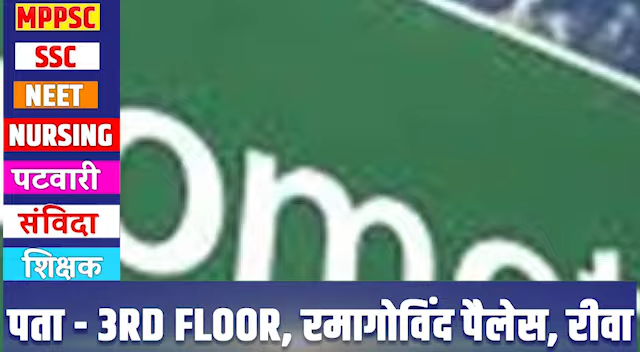 MPPSC
SSC
NEET
NURSING
पटवारी
संविदा
शिक्षक
पता - 3RD FLOOR, रमागोविंद पैलेस, रीवा